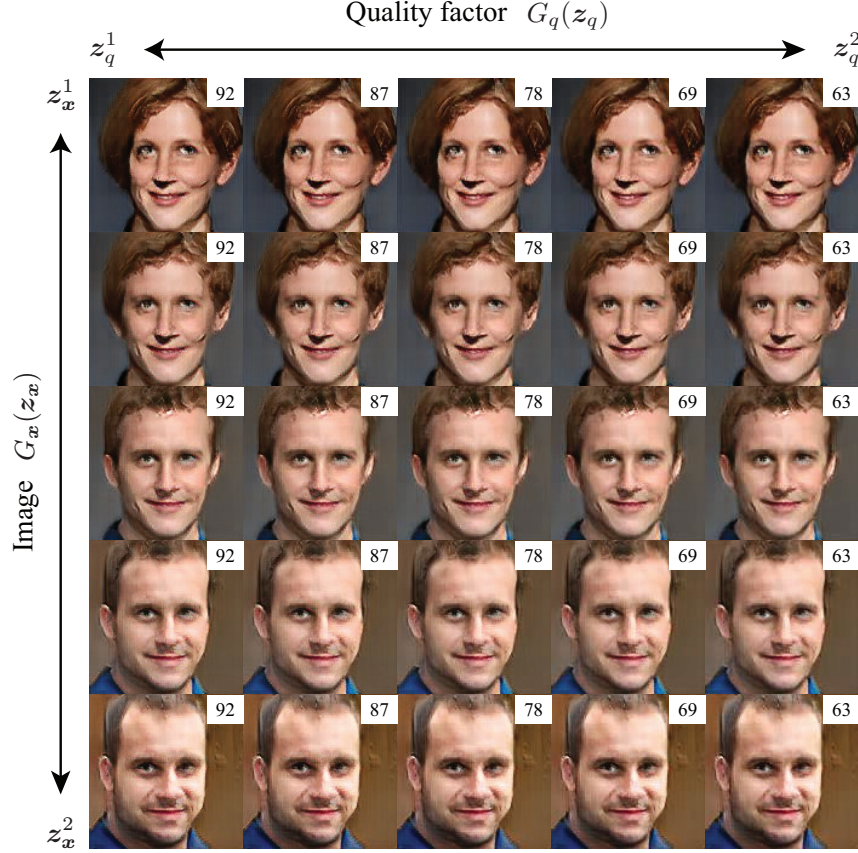 Quality factor G_q(z_q)
z_q^1 z_q^2
z_x^1
92 87 78 69 63
92 87 78 69 63
92 87 78 69 63
Image G_x(z_x)
92 87 78 69 63
92 87 78 69 63
z_x^2